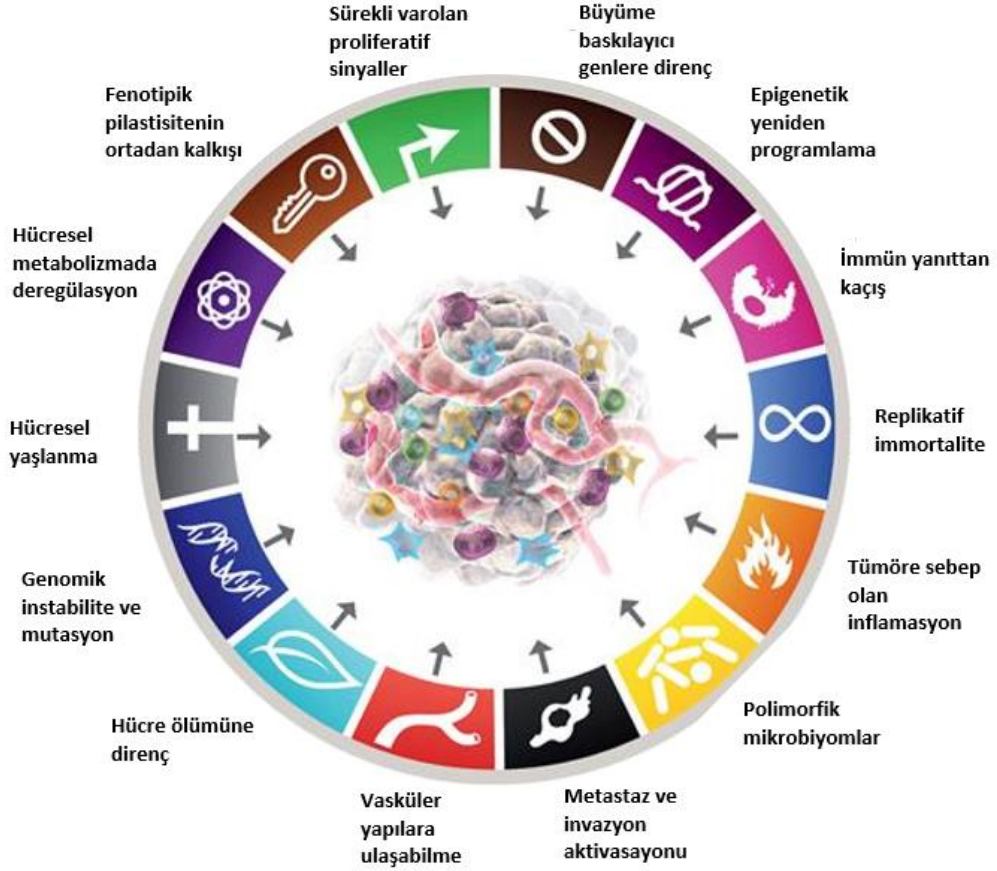 Sürekli varolan
proliferatif
sinyaller
Büyüme
baskılayıcı
genlere direnç
Epigenetik
yeniden
programlama
İmmün yanıttan
kaçış
Replikatif
immortalite
Tümöre sebep
olan
inflamasyon
Polimorfik
mikrobiyomlar
Metastaz ve
invazyon
aktivasayonu
Vasküler
yapılara
ulaşabilme
Hücre ölümüne
direnç
Genomik
instabilite ve
mutasyon
Hücresel
yaşlanma
Hücresel
metabolizmada
deregülasyon
Fenotipik
pilastisitenin
ortadan kalkışı